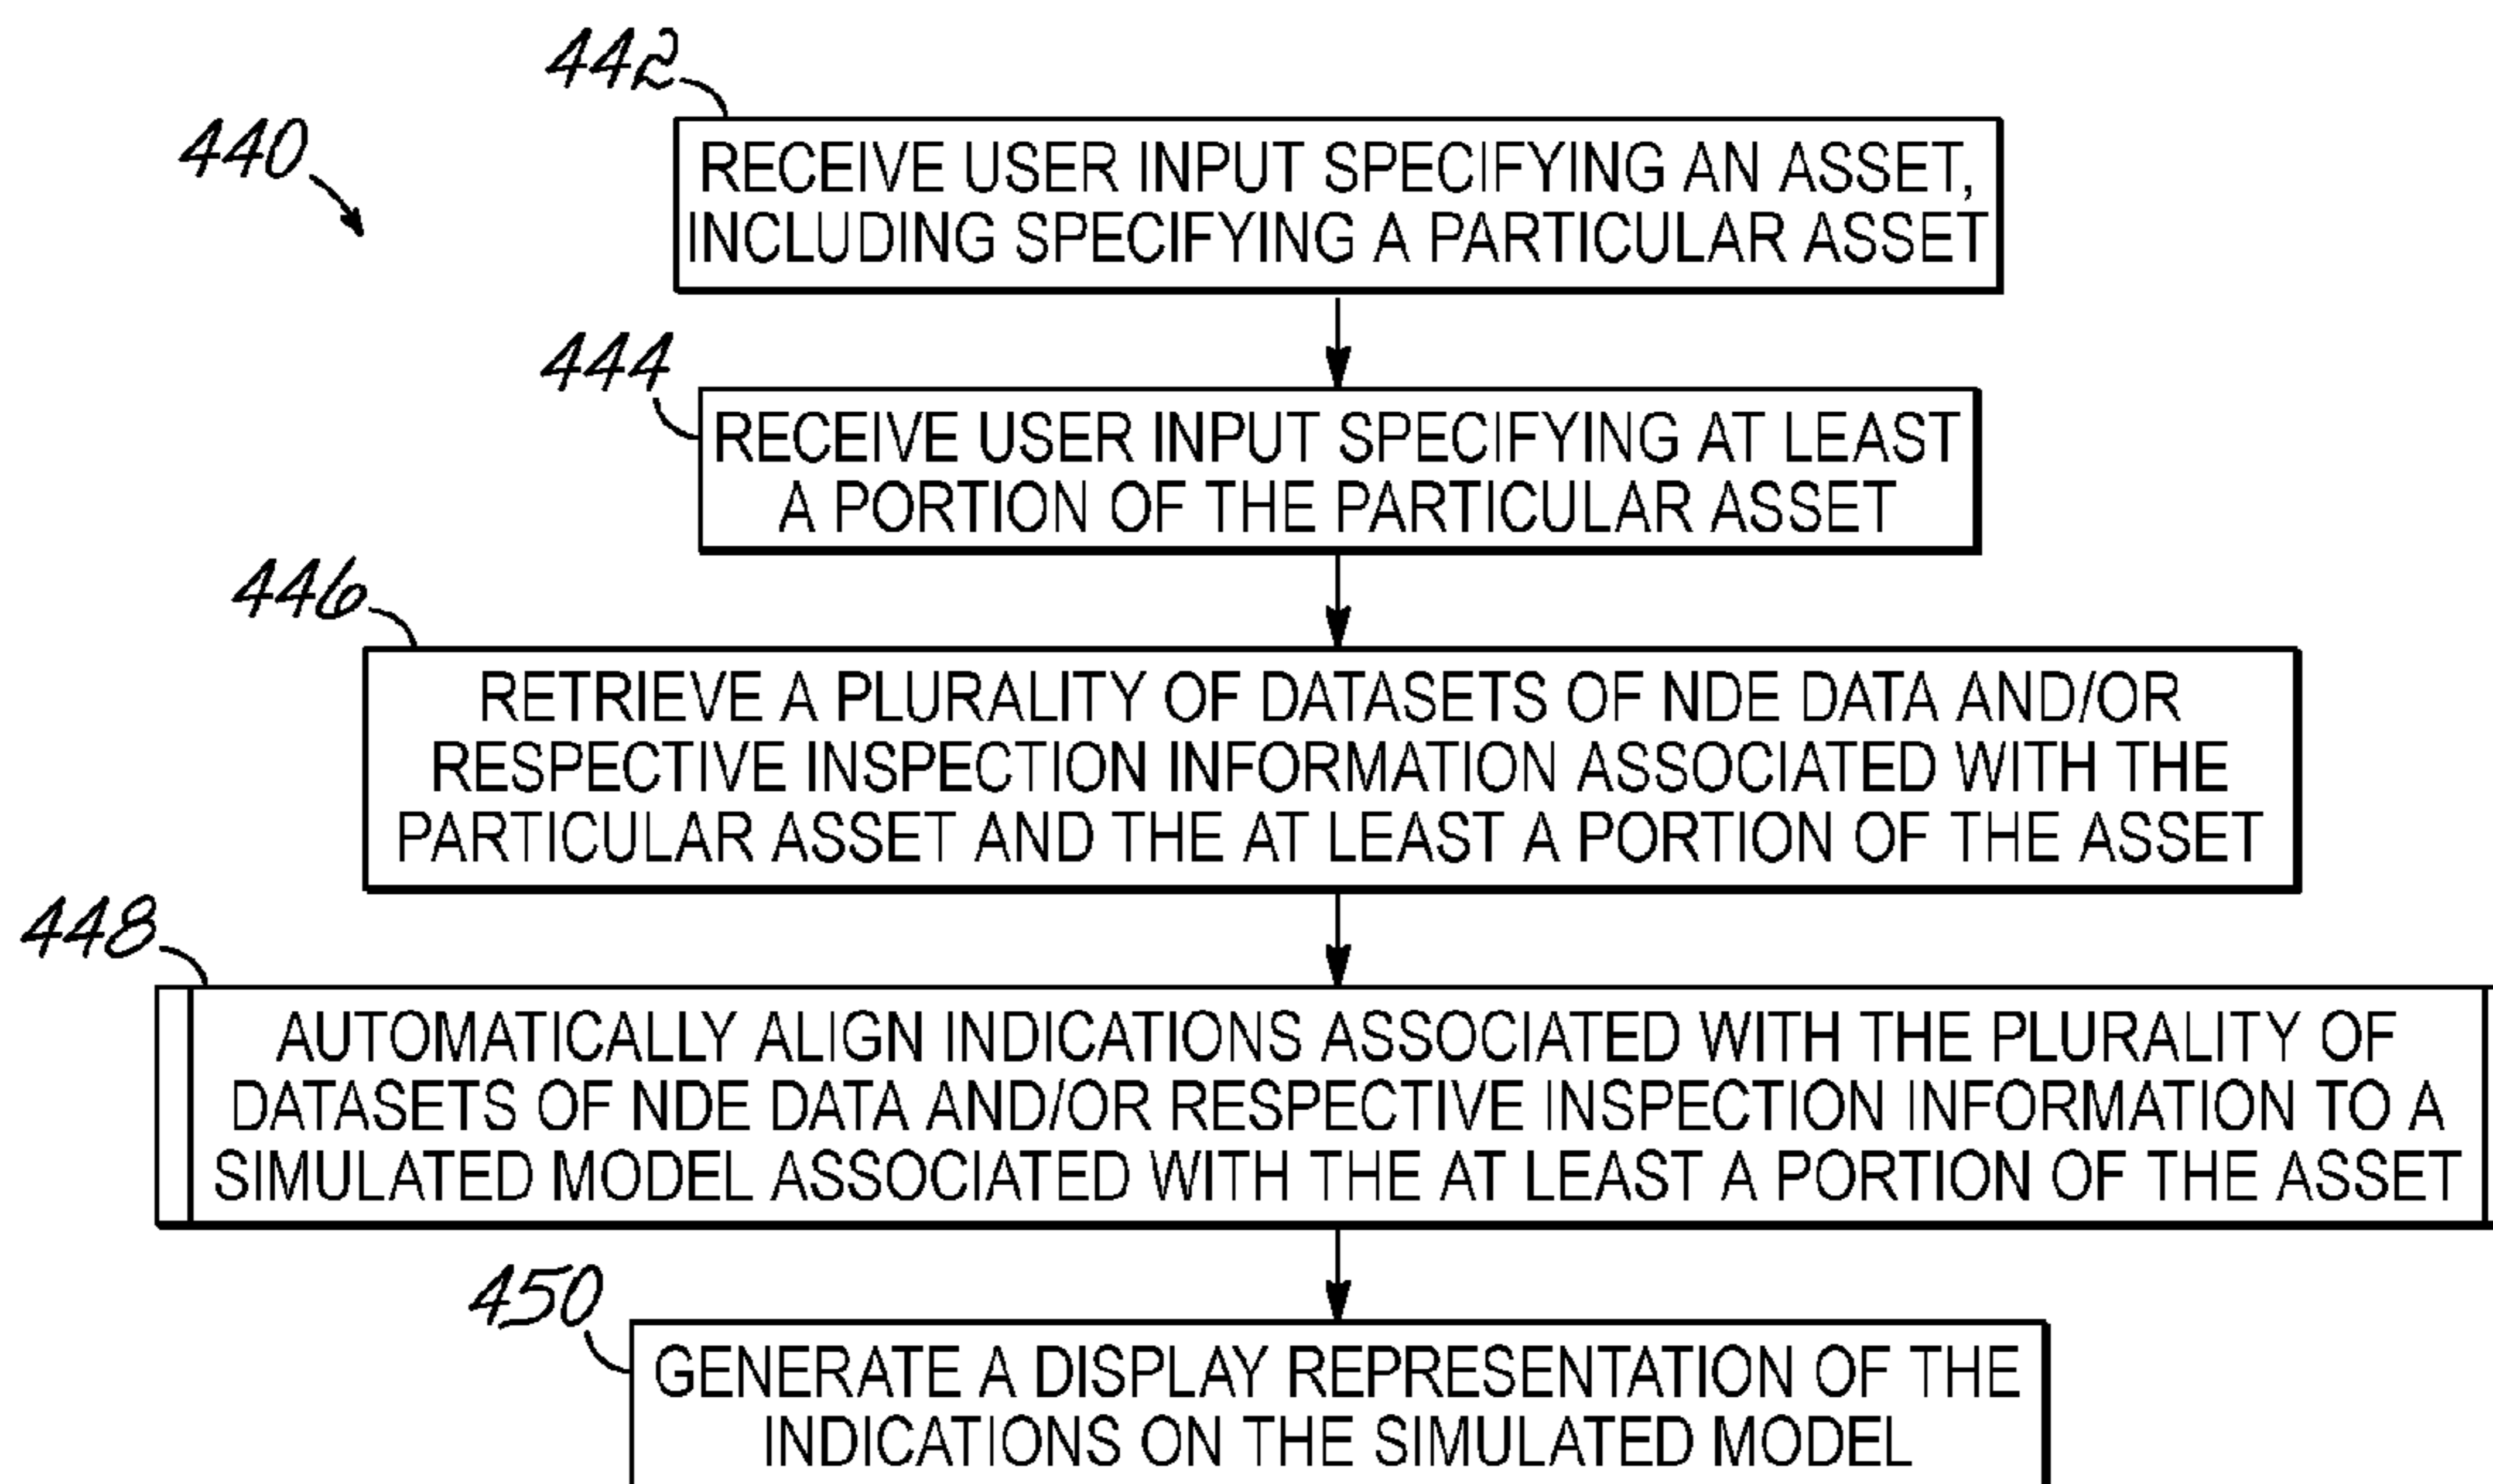 442
440
RECEIVE USER INPUT SPECIFYING AN ASSET,
INCLUDING SPECIFYING A PARTICULAR ASSET
444
RECEIVE USER INPUT SPECIFYING AT LEAST
A PORTION OF THE PARTICULAR ASSET
446
RETRIEVE A PLURALITY OF DATASETS OF NDE DATA AND/OR
RESPECTIVE INSPECTION INFORMATION ASSOCIATED WITH THE
PARTICULAR ASSET AND THE AT LEAST A PORTION OF THE ASSET
448
AUTOMATICALLY ALIGN INDICATIONS ASSOCIATED WITH THE PLURALITY OF
DATASETS OF NDE DATA AND/OR RESPECTIVE INSPECTION INFORMATION TO A
SIMULATED MODEL ASSOCIATED WITH THE AT LEAST A PORTION OF THE ASSET
450
GENERATE A DISPLAY REPRESENTATION OF THE
INDICATIONS ON THE SIMULATED MODEL